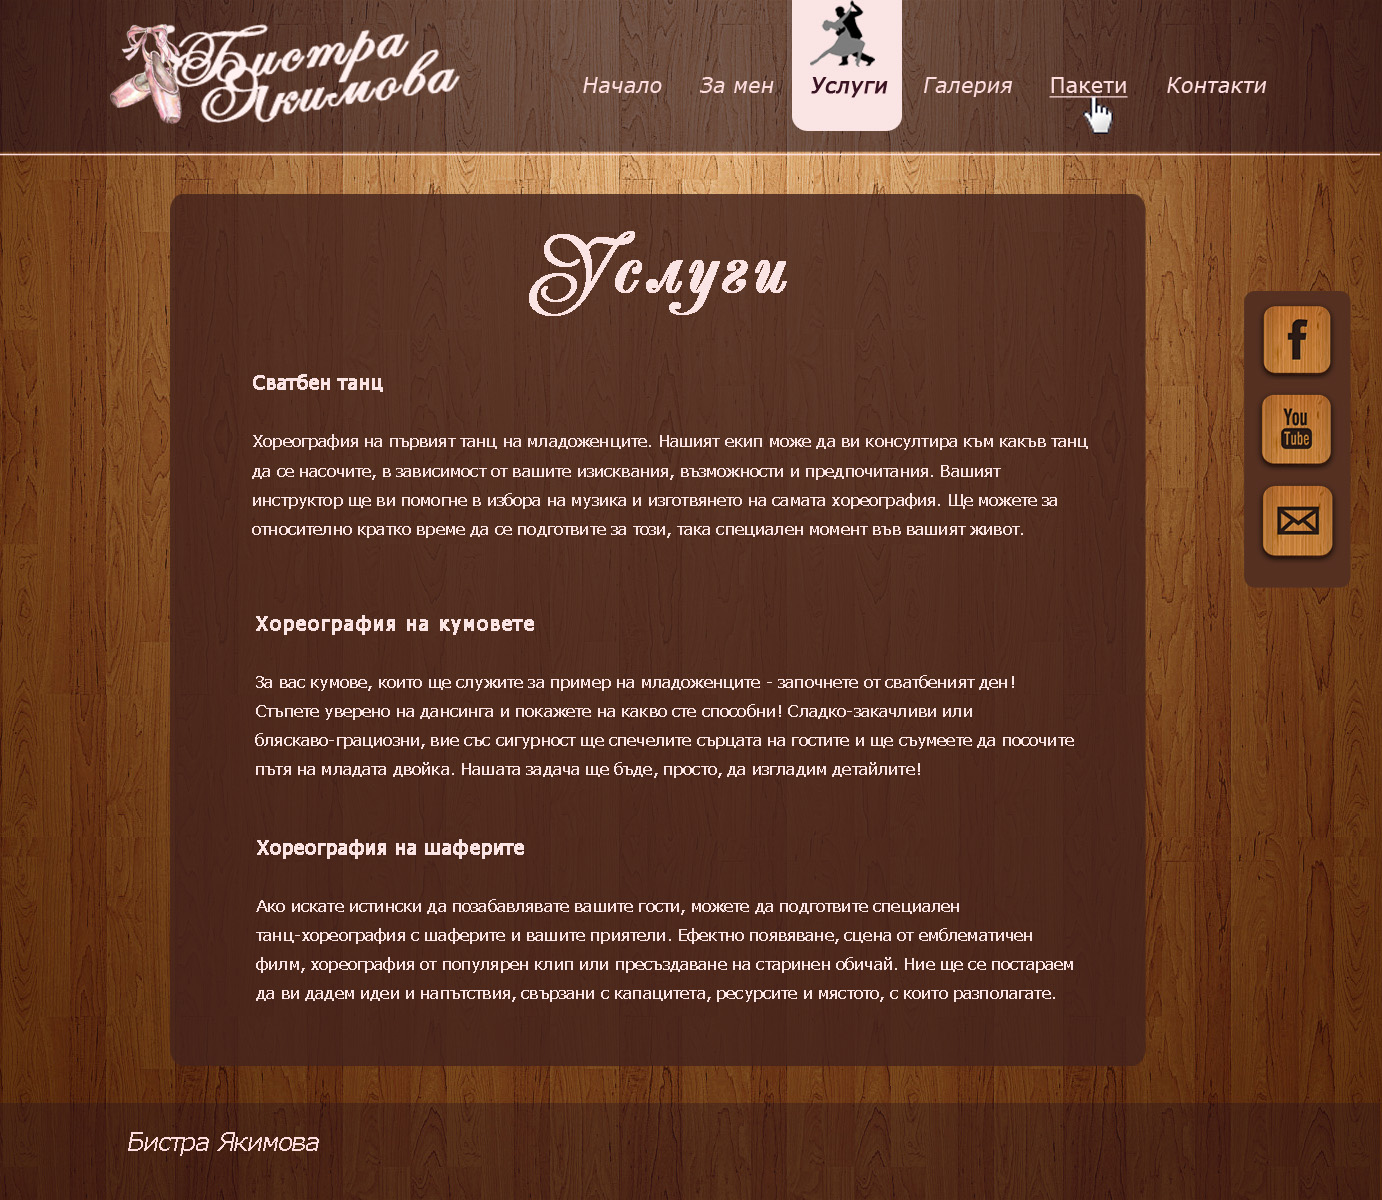 Бистра
Якимова
Начало За мен Услуги Галерия Пакети Контакти
Услуги
Сватбен танц
Хореография на първият танц на младоженците. Нашият екип може да ви консултира към какъв танц
да се насочите, в зависимост от вашите изисквания, възможности и предпочитания. Вашият
инструктор ще ви помогне в избора на музика и изготвянето на самата хореография. Ще можете за
относително кратко време да се подготвите за този, така специален момент във вашият живот.
Хореография на кумовете
За вас кумове, които ще служите за пример на младоженците - започнете от сватбеният ден!
Стъпете уверено на дансинга и покажете на какво сте способни! Сладко-закачливи или
бляскаво-грациозни, вие със сигурност ще спечелите сърцата на гостите и ще съумеете да посочите
пътя на младата двойка. Нашата задача ще бъде, просто, да изгладим детайлите!
Хореография на шаферите
Ако искате истински да позабавлявате вашите гости, можете да подготвите специален
танц-хореография с шаферите и вашите приятели. Ефектно появяване, сцена от емблематичен
филм, хореография от популярен клип или пресъздаване на старинен обичай. Ние ще се постараем
да ви дадем идеи и напътствия, свързани с капацитета, ресурсите и мястото, с които разполагате.
f
You
Tube
Бистра Якимова